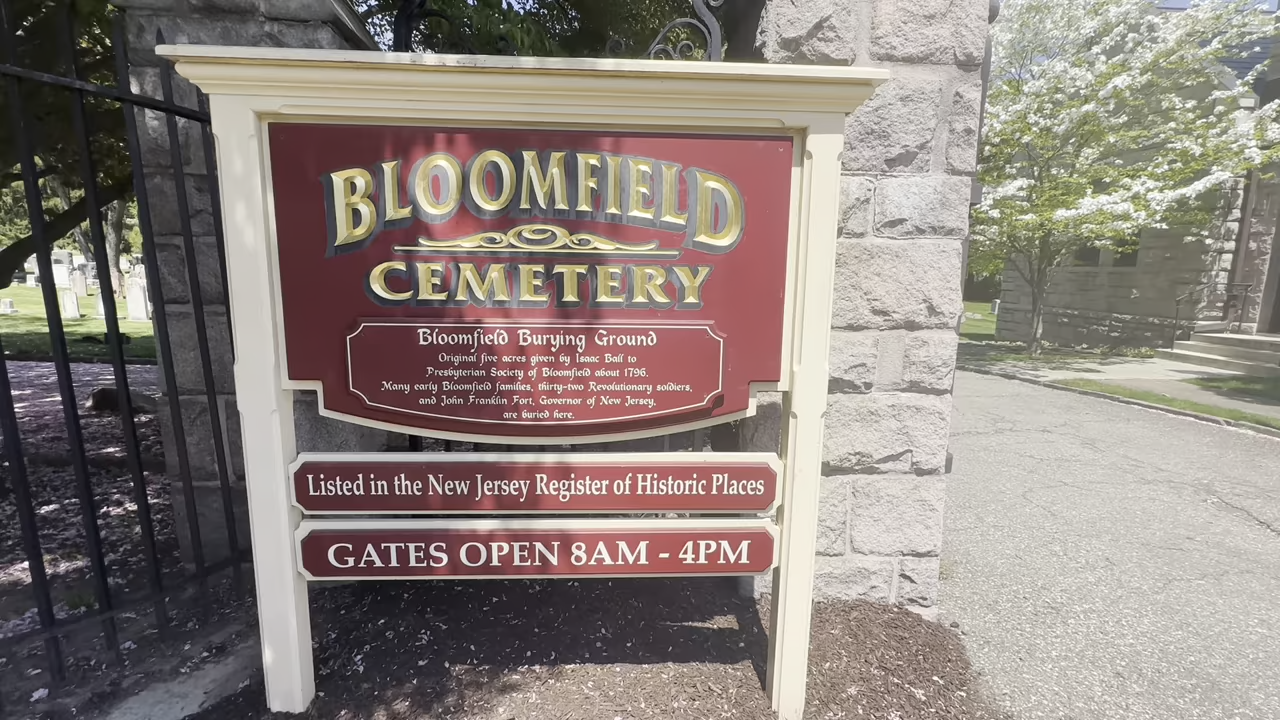 BLOOMFIELD
CEMETERY
Bloomfield Burying Ground
Original five acres given by Isaac Ball to
Presbyterian Society of Bloomfield about 1796.
Many early Bloomfield families, thirty-two Revolutionary soldiers,
and John Franklin Fort, Governor of New Jersey,
are buried here.
Listed in the New Jersey Register of Historic Places
GATES OPEN 8AM - 4PM